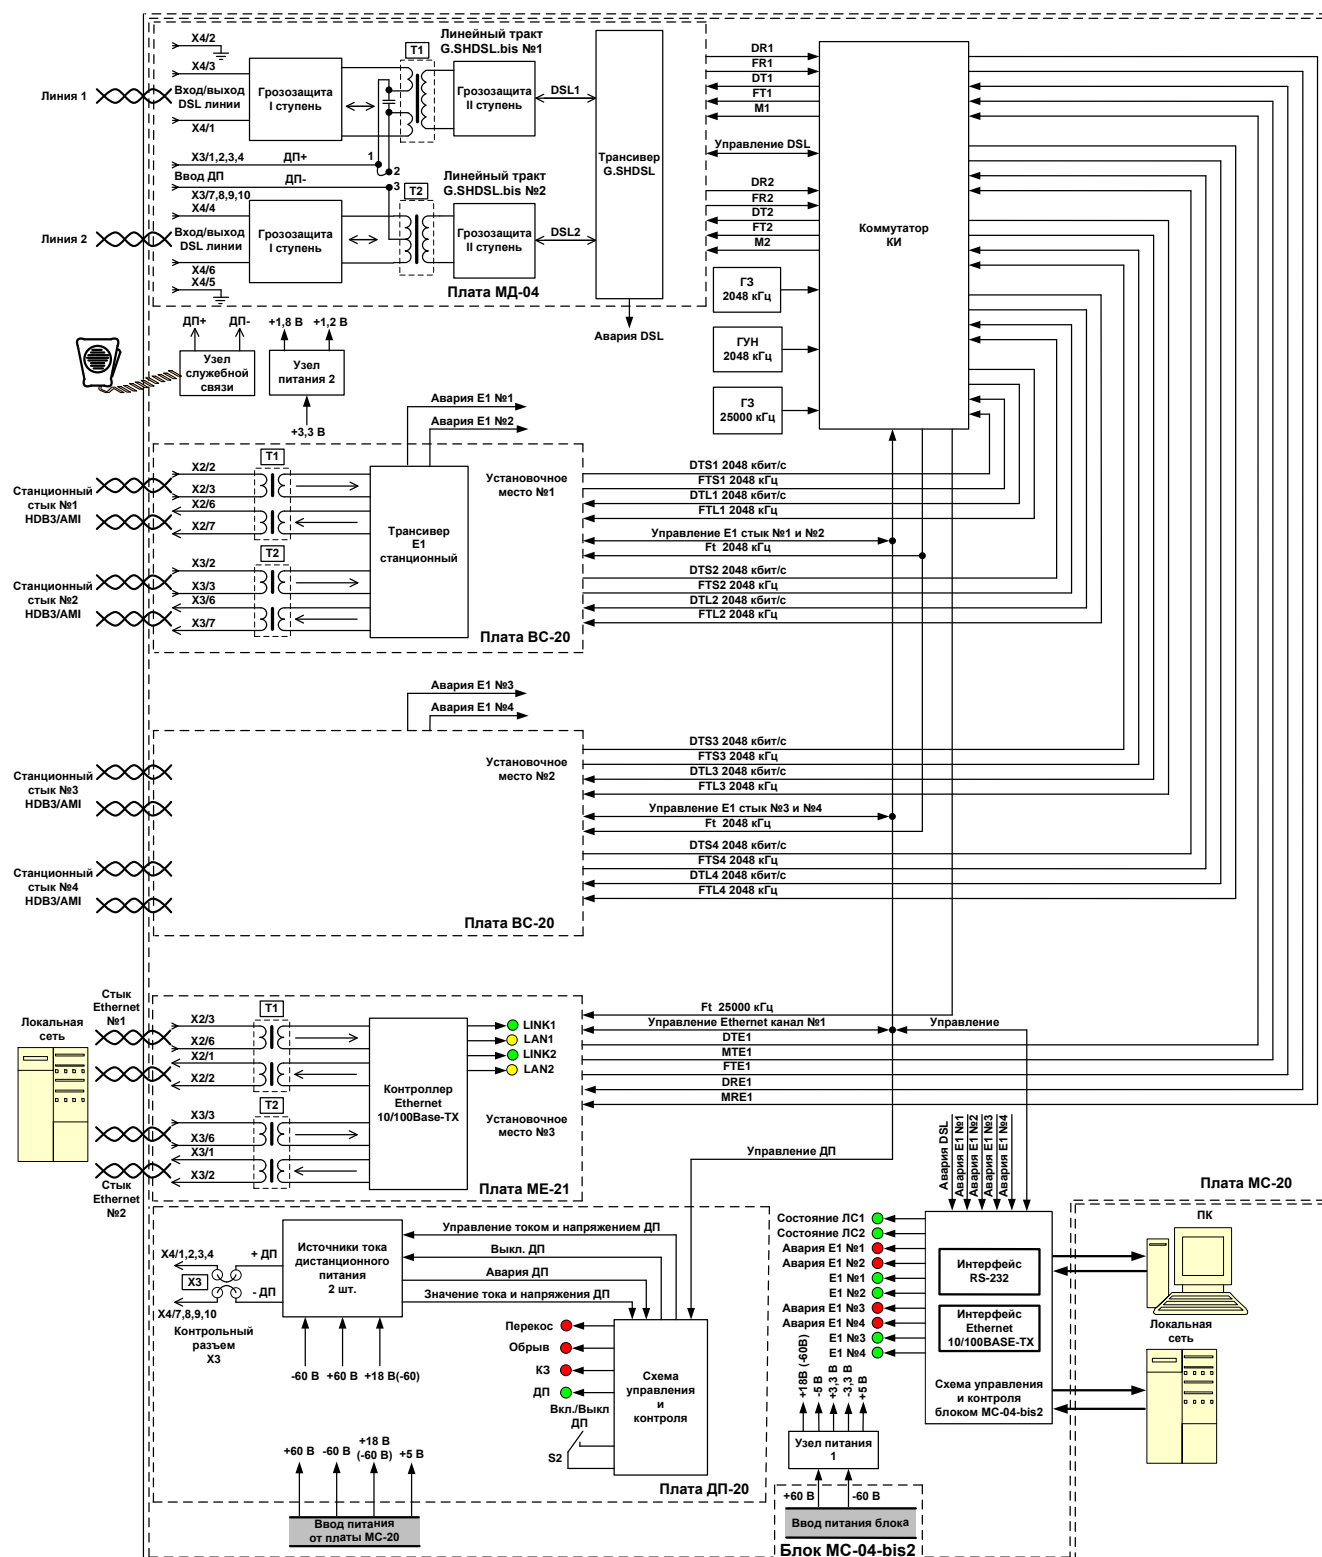 X4/2
X4/3
Линия 1
Вход/выход
DSL линии
X4/1
Грозозащита
I ступень
T1
Линейный тракт
G.SHDSL.bis №1
Грозозащита
II ступень
DSL1
X3/1,2,3,4
ДП+
1
2
Ввод ДП
ДП-
3
X3/7,8,9,10
X4/4
Линия 2
Вход/выход
DSL линии
X4/6
X4/5
Грозозащита
I ступень
T2
Линейный тракт
G.SHDSL.bis №2
Грозозащита
II ступень
DSL2
Трансивер
G.SHDSL
Плата МД-04
Авария DSL
DR1
FR1
DT1
FT1
M1
Управление DSL
DR2
FR2
DT2
FT2
M2
Коммутатор
КИ
ГЗ
2048 кГц
ГУН
2048 кГц
ГЗ
25000 кГц
ДП+
ДП-
Узел
служебной
связи
+1,8 В
+1,2 В
Узел
питания 2
+3,3 В
Авария E1 №1
Авария E1 №2
Станционный
стык №1
HDB3/AMI
X2/2
X2/3
X2/6
X2/7
T1
Станционный
стык №2
HDB3/AMI
X3/2
X3/3
X3/6
X3/7
T2
Трансивер
E1
станционный
Установочное
место №1
Плата ВС-20
DTS1 2048 кбит/с
FTS1 2048 кГц
DTL1 2048 кбит/с
FTL1 2048 кГц
Управление E1 стык №1 и №2
Ft 2048 кГц
DTS2 2048 кбит/с
FTS2 2048 кГц
DTL2 2048 кбит/с
FTL2 2048 кГц
Авария E1 №3
Авария E1 №4
Станционный
стык №3
HDB3/AMI
Станционный
стык №4
HDB3/AMI
Установочное
место №2
Плата ВС-20
DTS3 2048 кбит/с
FTS3 2048 кГц
DTL3 2048 кбит/с
FTL3 2048 кГц
Управление E1 стык №3 и №4
Ft 2048 кГц
DTS4 2048 кбит/с
FTS4 2048 кГц
DTL4 2048 кбит/с
FTL4 2048 кГц
Стык
Ethernet
№1
Локальная
сеть
X2/3
X2/6
X2/1
X2/2
T1
X3/3
X3/6
X3/1
X3/2
T2
Стык
Ethernet
№2
Контроллер
Ethernet
10/100Base-TX
LINK1
LAN1
LINK2
LAN2
Установочное
место №3
Плата МЕ-21
Ft 25000 кГц
Управление Ethernet канал №1
Управление
DTE1
MTE1
FTE1
DRE1
MRE1
Управление ДП
Авария DSL
Авария E1 №1
Авария E1 №2
Авария E1 №3
Авария E1 №4
X4/1,2,3,4
+ ДП
X3
- ДП
X4/7,8,9,10
Контрольный
разъем
X3
Источники тока
дистанционного
питания
2 шт.
-60 В
+60 В
+18 В(-60)
Управление током и напряжением ДП
Выкл. ДП
Авария ДП
Значение тока и напряжения ДП
Перекос
Обрыв
КЗ
ДП
Вкл./Выкл
ДП
S2
Схема
управления
и
контроля
Плата ДП-20
+60 В
-60 В
+18 В
(-60 В)
+5 В
Ввод питания
от платы МС-20
Состояние ЛС1
Состояние ЛС2
Авария E1 №1
Авария E1 №2
E1 №1
E1 №2
Авария E1 №3
Авария E1 №4
E1 №3
E1 №4
Интерфейс
RS-232
Интерфейс
Ethernet
10/100BASE-TX
Схема управления
и контроля
блоком МС-04-bis2
+18В (-60В)
-5 В
+3,3 В
-3,3 В
+5 В
Узел питания
1
+60 В
-60 В
Ввод питания блока
Блок МС-04-bis2
Плата МС-20
ПК
Локальная
сеть